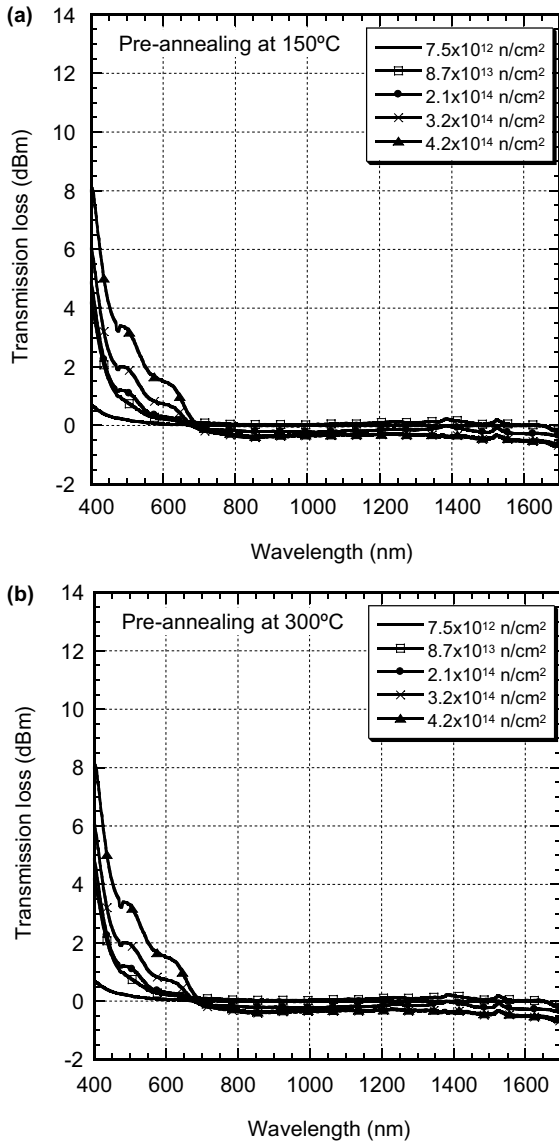 (a)
Pre-annealing at 150ºC
7.5x10¹² n/cm²
8.7x10¹³ n/cm²
2.1x10¹⁴ n/cm²
3.2x10¹⁴ n/cm²
4.2x10¹⁴ n/cm²
14
12
10
8
6
4
2
0
-2
Transmission loss (dBm)
400 600 800 1000 1200 1400 1600
Wavelength (nm)
(b)
Pre-annealing at 300ºC
7.5x10¹² n/cm²
8.7x10¹³ n/cm²
2.1x10¹⁴ n/cm²
3.2x10¹⁴ n/cm²
4.2x10¹⁴ n/cm²
14
12
10
8
6
4
2
0
-2
Transmission loss (dBm)
400 600 800 1000 1200 1400 1600
Wavelength (nm)